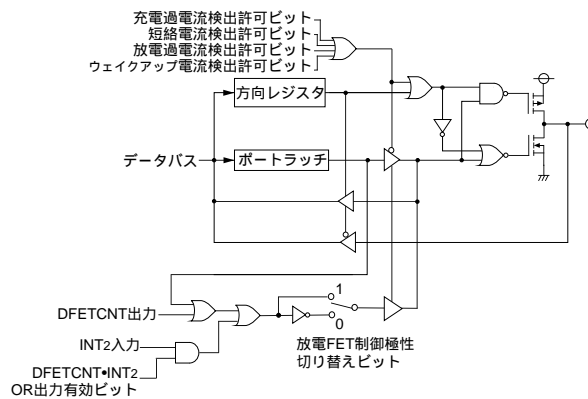 充電過電流検出許可ビット
短絡電流検出許可ビット
放電過電流検出許可ビット
ウェイクアップ電流検出許可ビット
方向レジスタ
データバス
ポートラッチ
DFETCNT出力
1
0
INT2入力
放電FET制御極性
切り替えビット
DFETCNT•INT2
OR出力有効ビット